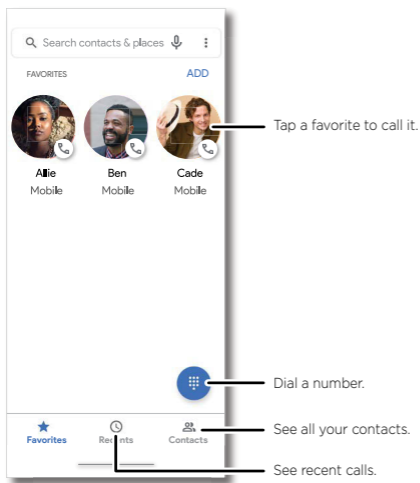 Search contacts & places
FAVORITES ADD
Tap a favorite to call it.
Allie Ben Cade
Mobile Mobile Mobile
Dial a number.
Favorites Recents Contacts
See all your contacts.
See recent calls.